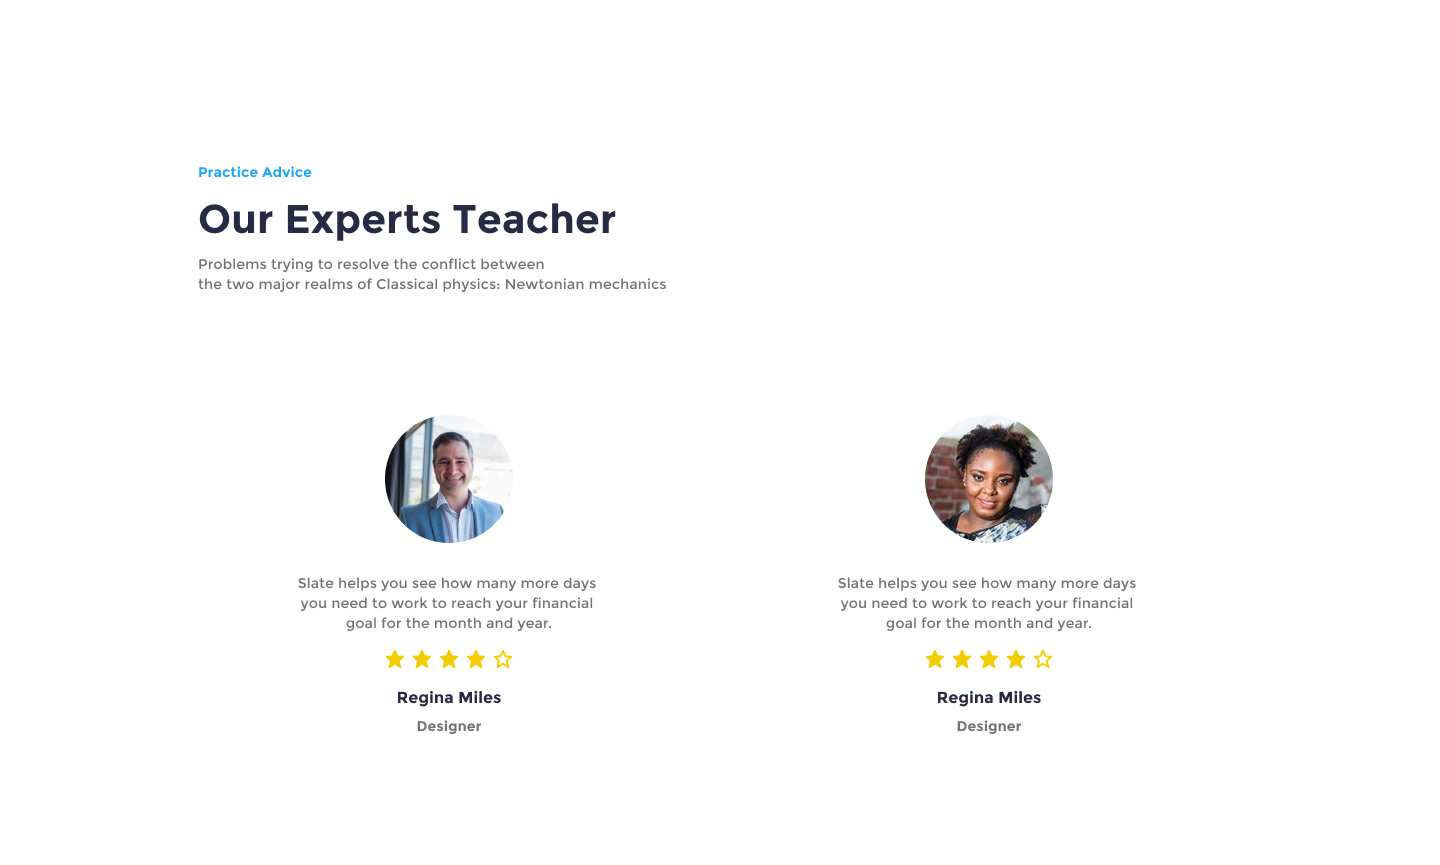 Practice Advice
Our Experts Teacher
Problems trying to resolve the conflict between
the two major realms of Classical physics: Newtonian mechanics
Slate helps you see how many more days
you need to work to reach your financial
goal for the month and year.
Regina Miles
Designer
Slate helps you see how many more days
you need to work to reach your financial
goal for the month and year.
Regina Miles
Designer